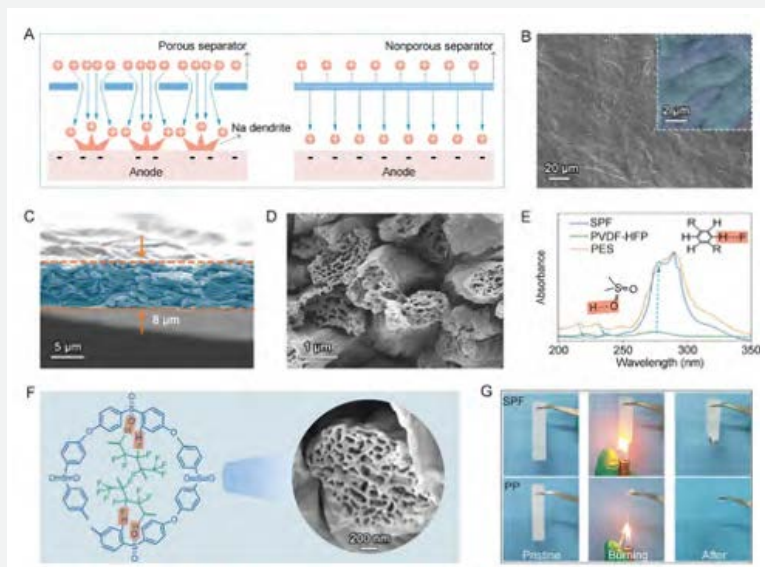 A
Porous separator
Nonporous separator
Na dendrite
Anode
Anode
B
2 μm
20 μm
C
8 μm
5 μm
D
1 μm
E
Absorbance
SPF
PVDF-HFP
PES
R
H
H
H
F
H
R
S
O
H
O
200
250
300
350
Wavelength (nm)
F
200 nm
G
SPF
PP
Pristine
Burning
After